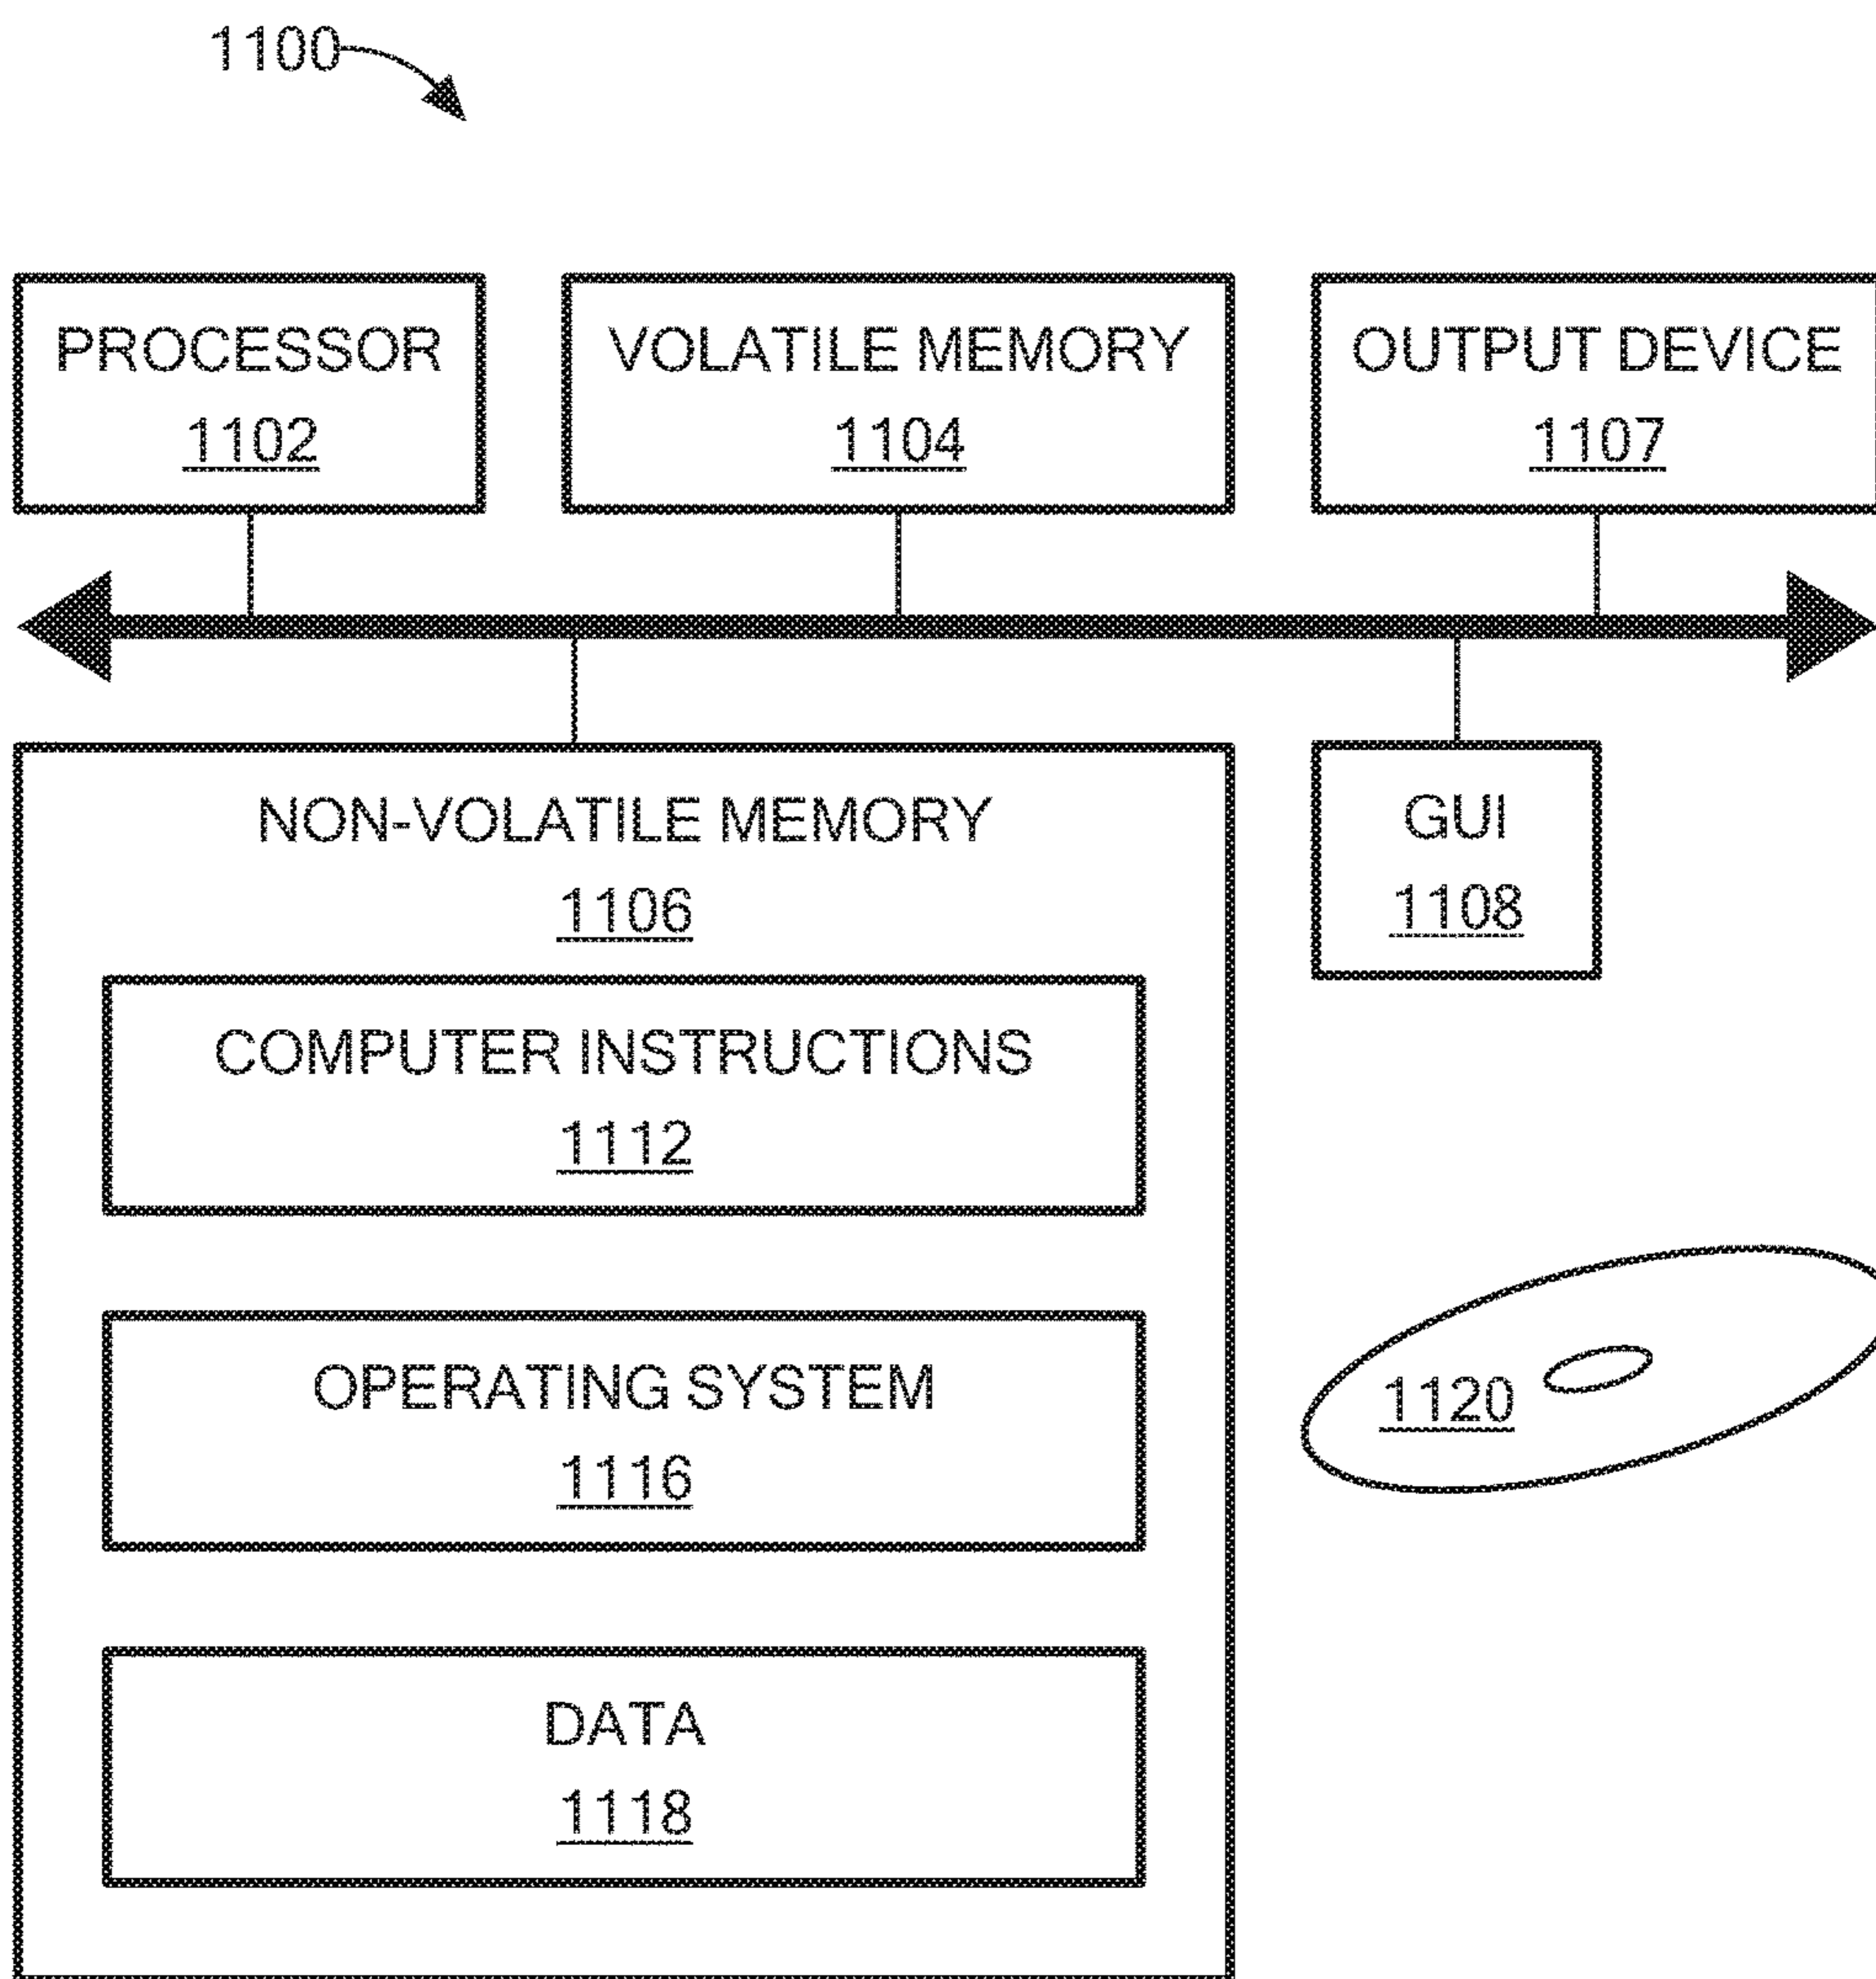 1100
PROCESSOR
1102
VOLATILE MEMORY
1104
OUTPUT DEVICE
1107
NON-VOLATILE MEMORY
1106
GUI
1108
COMPUTER INSTRUCTIONS
1112
OPERATING SYSTEM
1116
1120
DATA
1118